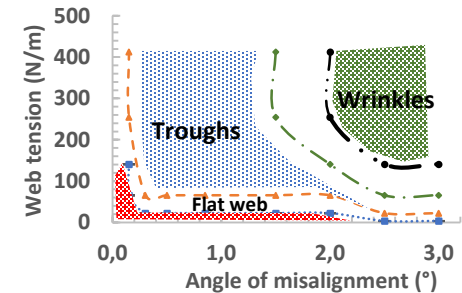 500
400
300
200
100
0
Web tension (N/m)
Troughs
Wrinkles
Flat web
0,0
1,0
2,0
3,0
Angle of misalignment (°)